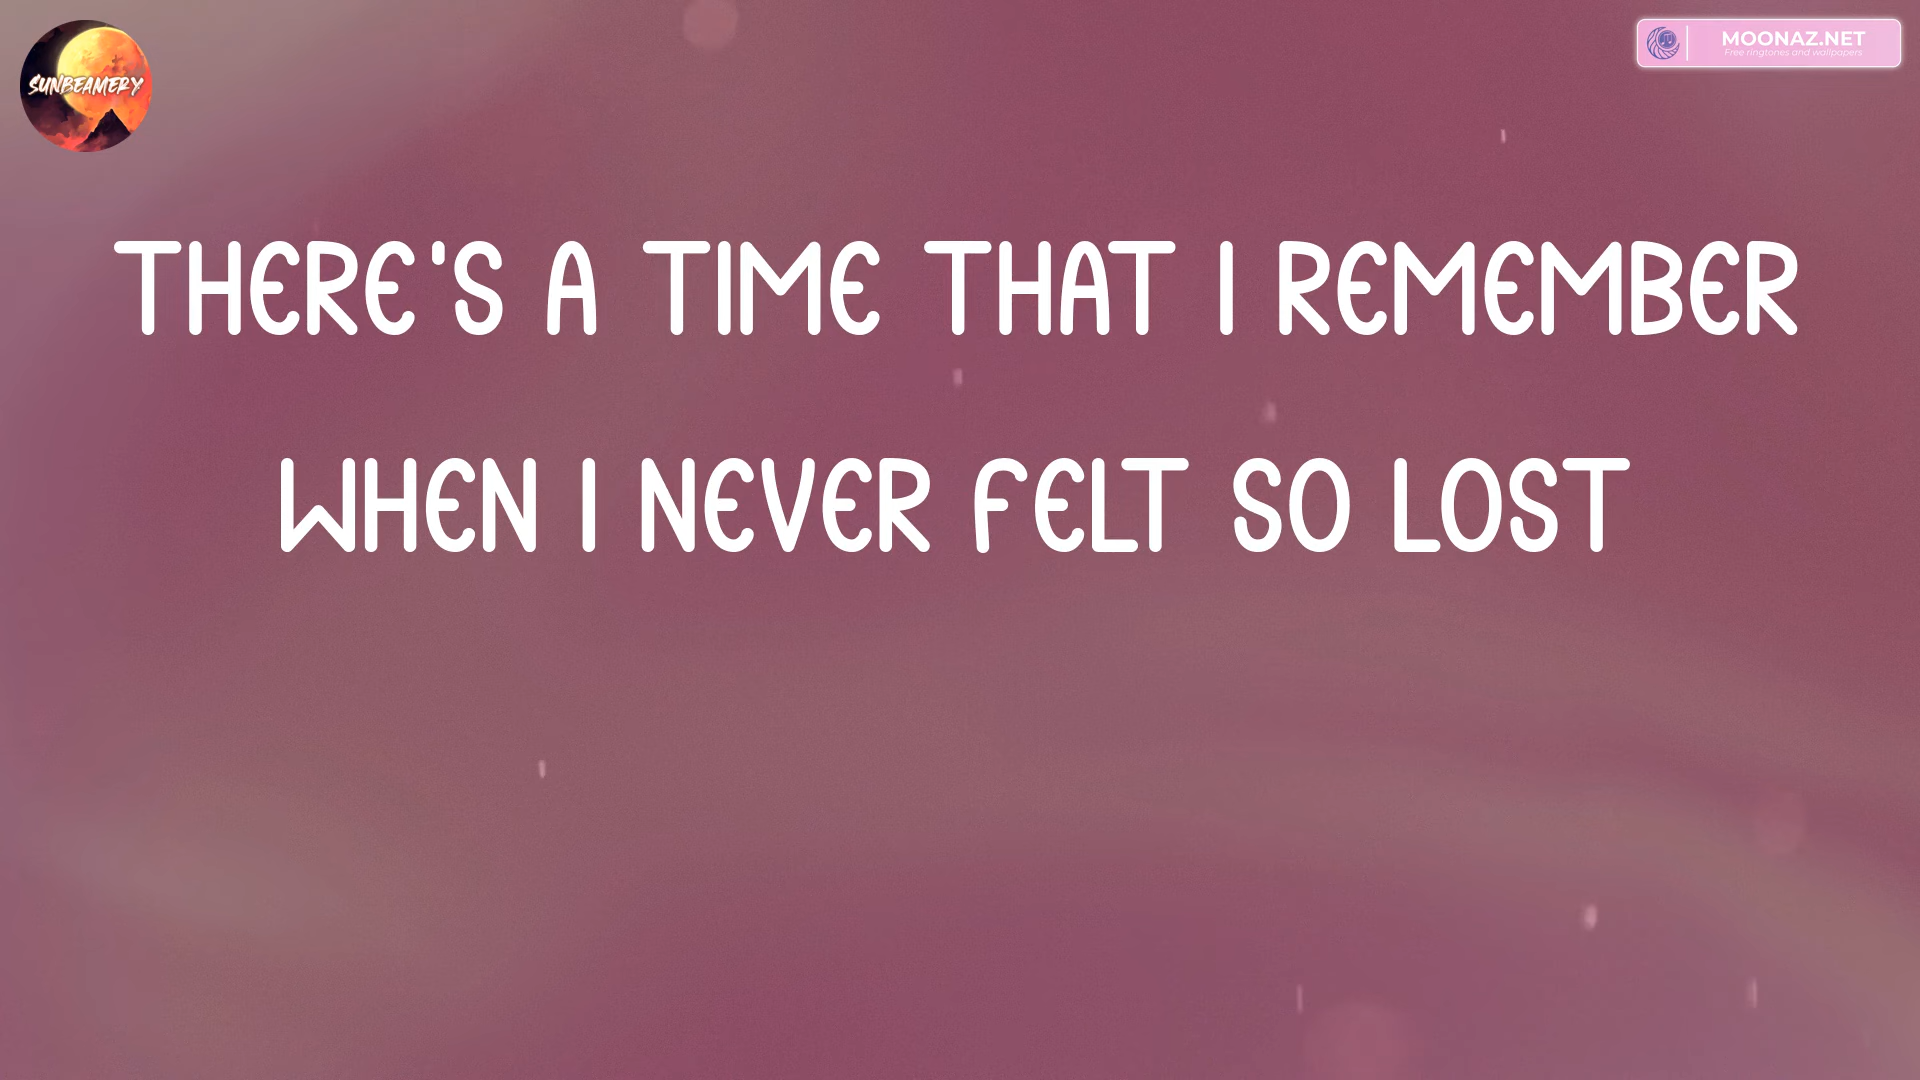 SUNBEAMERY
MOONAZ.NET
Free ringtones and wallpapers
THERE'S A TIME THAT I REMEMBER
WHEN I NEVER FELT SO LOST